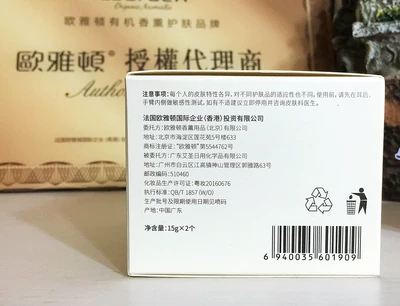 欧雅顿有机香薰护肤品牌
歐雅頓 授權代理商
注意事项：每个人的皮肤特性各异，对不同护肤品的适应性也不同。使用前，请先在耳后、
手臂内侧做敏感性测试。如有不适建议立即停用并咨询皮肤科医生。
法国欧雅顿国际企业(香港)投资有限公司
委托方：欧雅顿香薰用品(北京)有限公司
地址：北京市海淀区莲花苑5号楼1133
商标注册证：“欧雅顿”第5544762号
被委托方：广东艾圣日用化学品有限公司
地址：广州市白云区江高镇神山管理区郭雅路63号
邮政编码：510460
化妆品生产许可证：粤妆20160676
执行标准：QB/T 1857 (W/O)
生产批号及限期使用日期见喷码
产地：中国广东
净含量：15g×2个
6 940035 601909